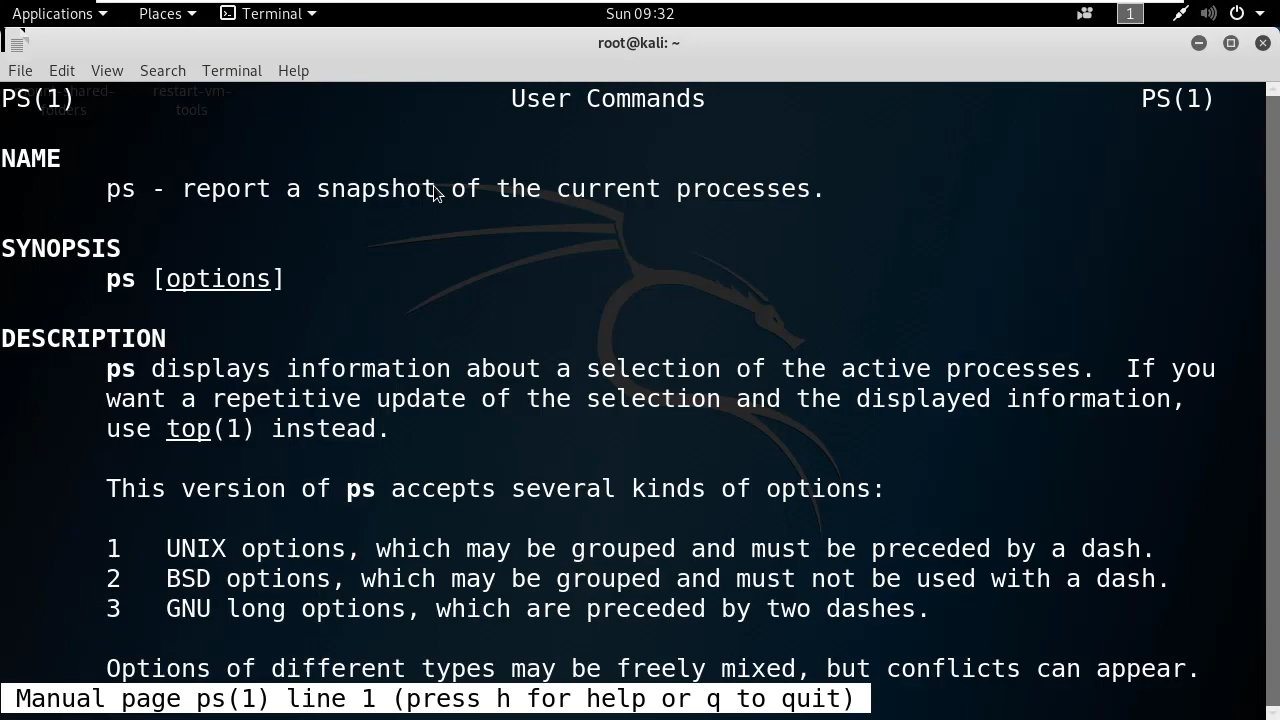 Applications Places Terminal Sun 09:32 1
root@kali: ~
File Edit View Search Terminal Help
PS(1) User Commands PS(1)
-shared-
folders
restart-vm-
tools
NAME
ps - report a snapshot of the current processes.
SYNOPSIS
ps [options]
DESCRIPTION
ps displays information about a selection of the active processes. If you
want a repetitive update of the selection and the displayed information,
use top(1) instead.
This version of ps accepts several kinds of options:
1 UNIX options, which may be grouped and must be preceded by a dash.
2 BSD options, which may be grouped and must not be used with a dash.
3 GNU long options, which are preceded by two dashes.
Options of different types may be freely mixed, but conflicts can appear.
Manual page ps(1) line 1 (press h for help or q to quit)